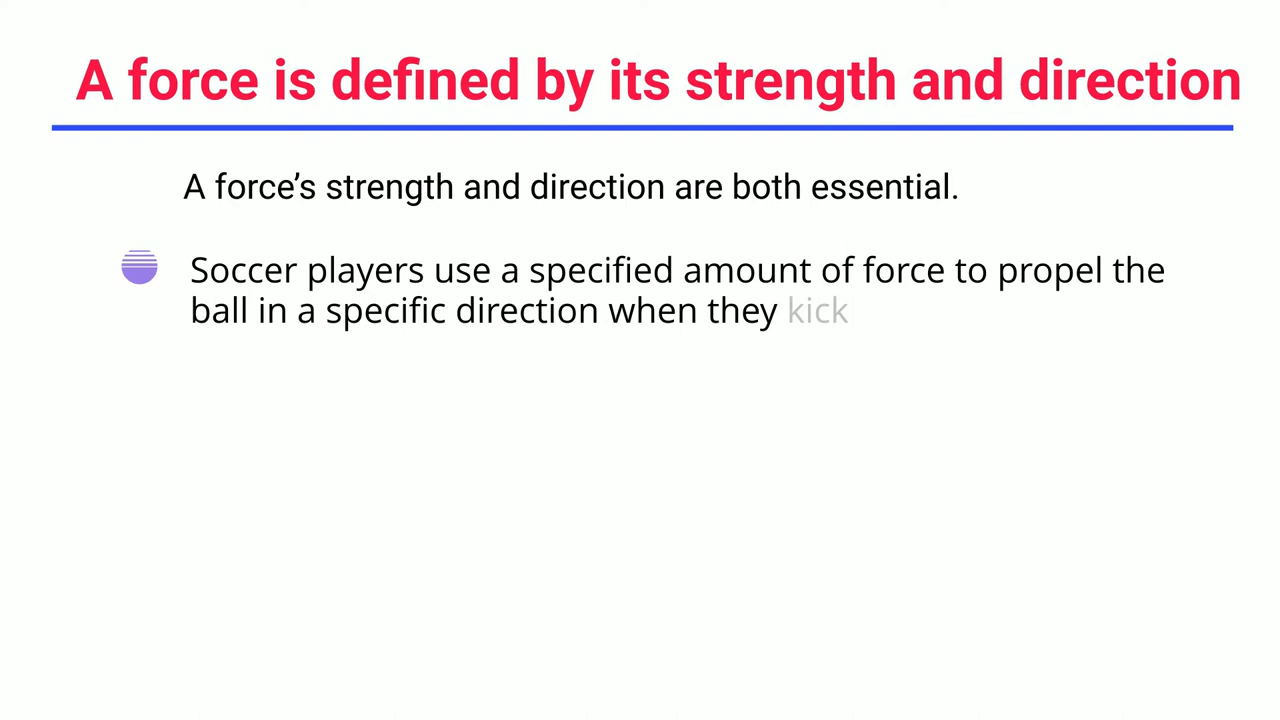 A force is defined by its strength and direction
A force’s strength and direction are both essential.
Soccer players use a specified amount of force to propel the
ball in a specific direction when they kick